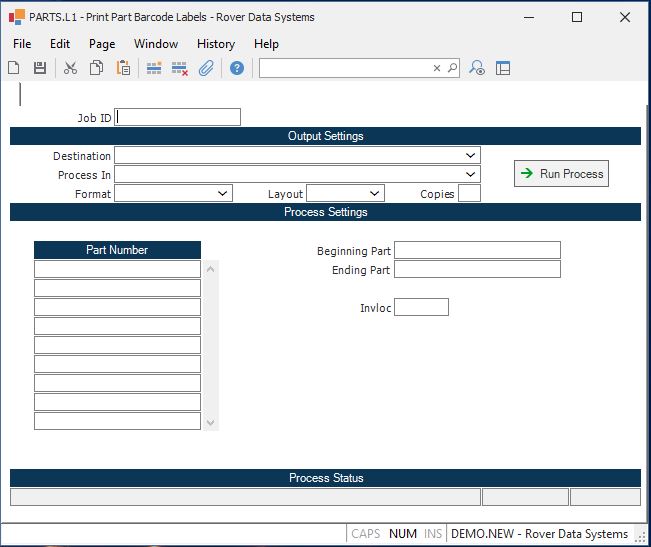 PARTS.L1 - Print Part Barcode Labels - Rover Data Systems
File Edit Page Window History Help
Job ID
Output Settings
Destination
Process In
Run Process
Format Layout Copies
Process Settings
Part Number
Beginning Part
Ending Part
Invloc
Process Status
CAPS NUM INS DEMO.NEW - Rover Data Systems